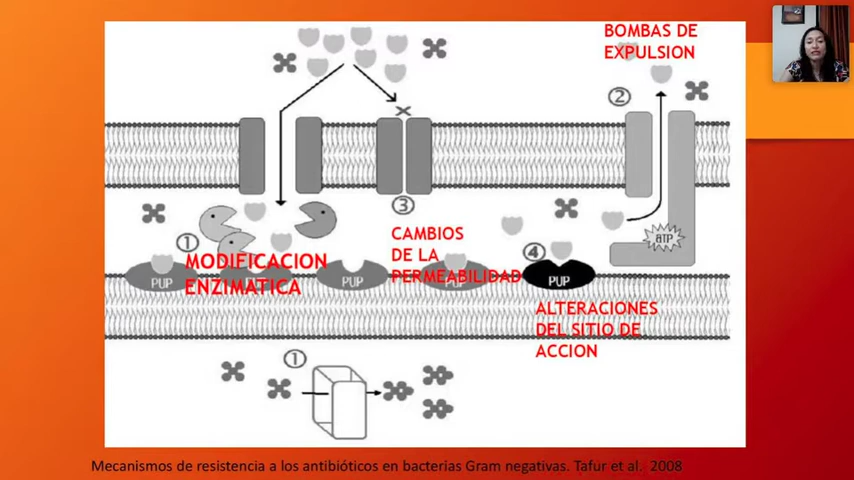 BOMBAS DE
EXPULSION
②
③
CAMBIOS
DE LA
PERMEABILIDAD
①
MODIFICACION
ENZIMATICA
④
ATP
PUP
PUP
PUP
ALTERACIONES
DEL SITIO DE
ACCION
①
Mecanismos de resistencia a los antibióticos en bacterias Gram negativas. Tafur et al. 2008